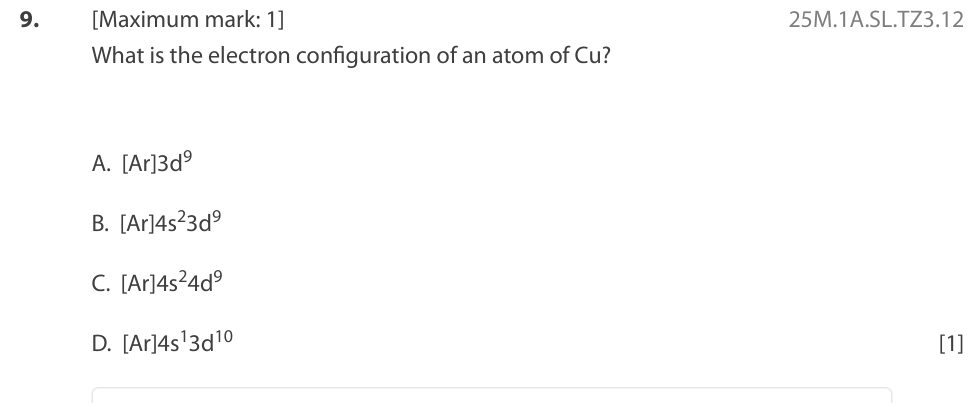 9. [Maximum mark: 1] 25M.1A.SL.TZ3.12
What is the electron configuration of an atom of Cu?
A. [Ar]3d⁹
B. [Ar]4s²3d⁹
C. [Ar]4s²4d⁹
D. [Ar]4s¹3d¹⁰ [1]